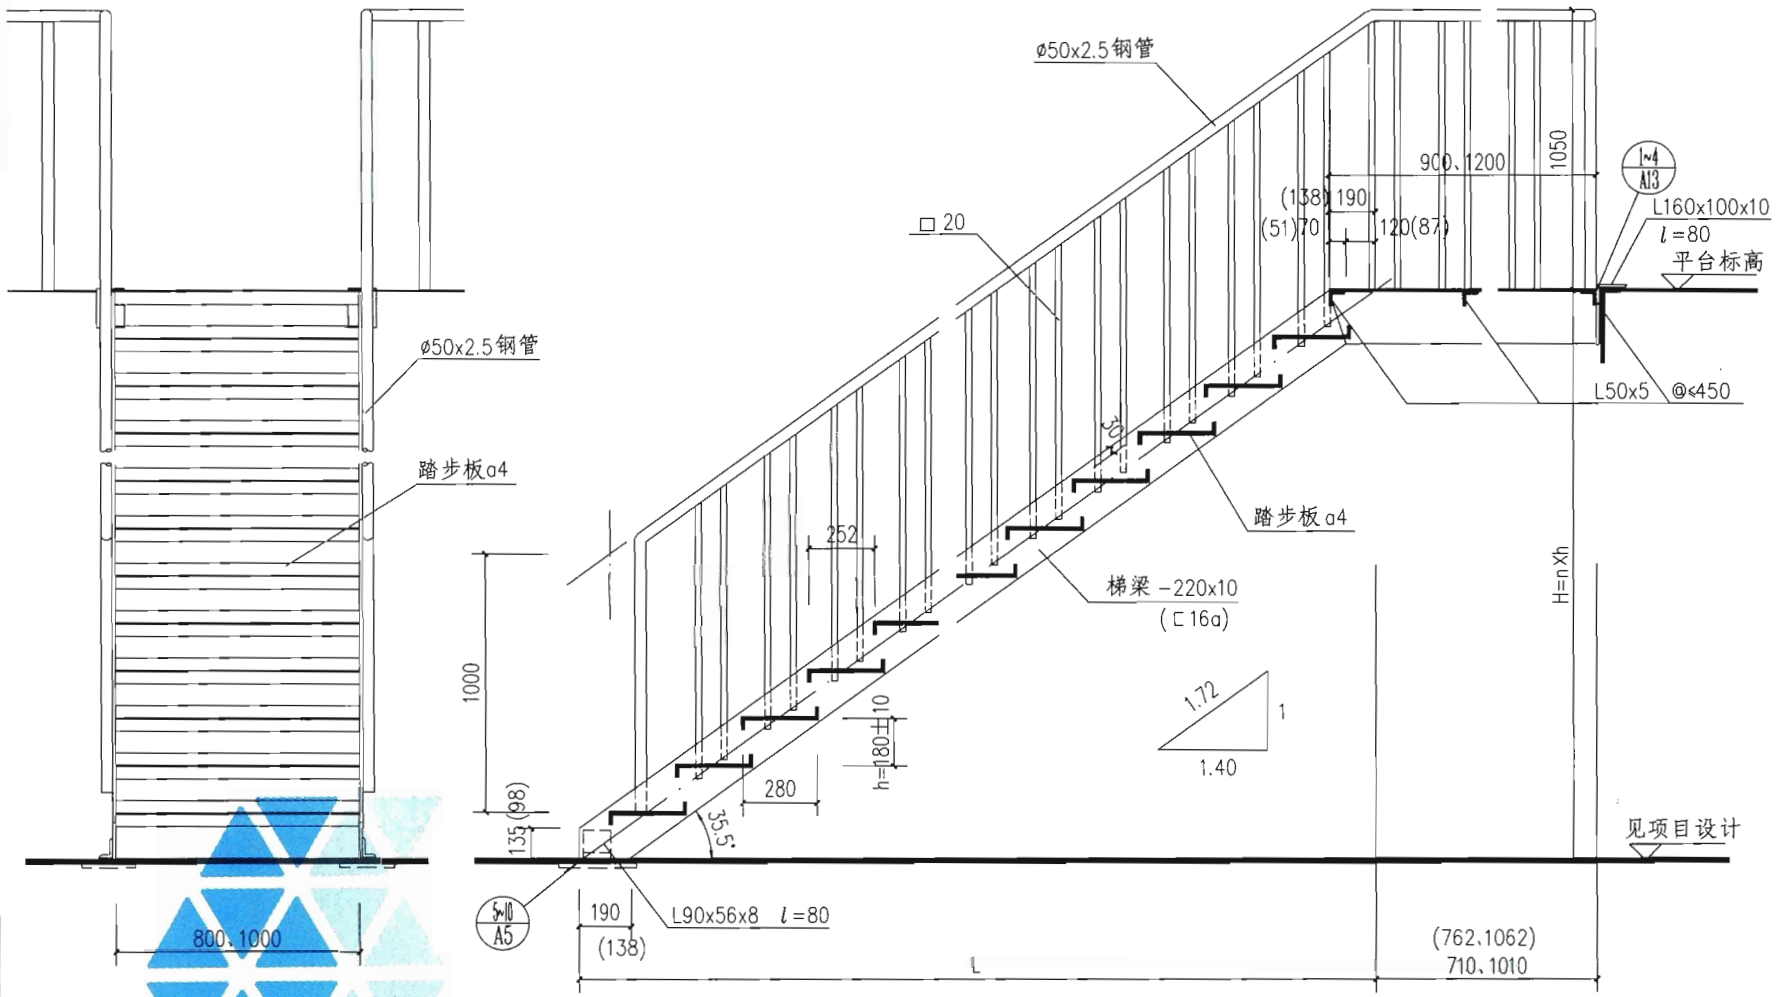 ø50x2.5钢管
900、1200
1050
1~4
A13
L160x100x10
l=80
平台标高
(138)
190
(51)70
120(87)
□20
ø50x2.5钢管
L50x5 @≤450
踏步板a4
30
踏步板a4
252
梯梁 -220x10
(⊏16a)
H=nxh
1000
h=180±10
1.72
1
1.40
280
135(98)
35.5°
见项目设计
5~10
A5
190
(138)
L90x56x8 l=80
800、1000
L
(762、1062)
710、1010